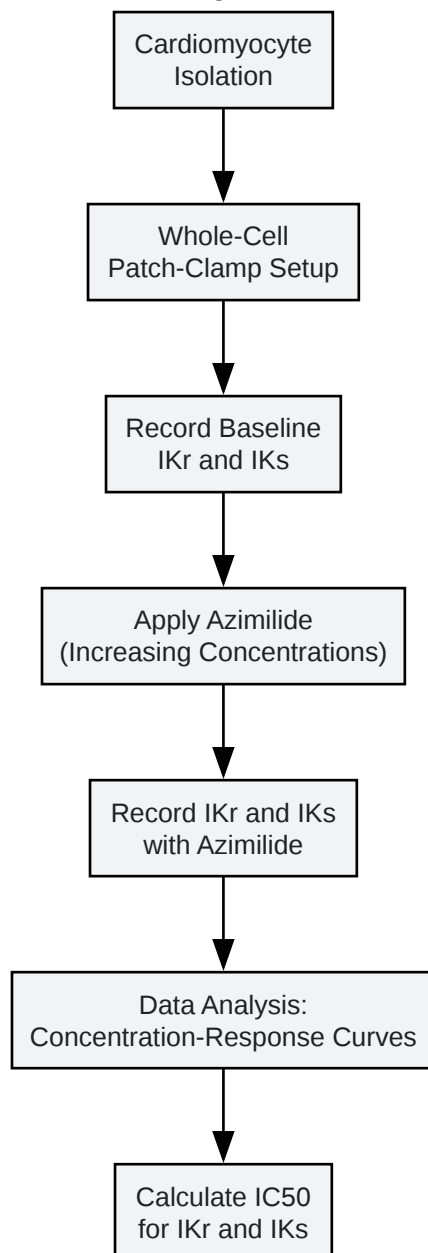 Cardiomyocyte
Isolation
Whole-Cell
Patch-Clamp Setup
Record Baseline
IKr and IKs
Apply Azimilide
(Increasing Concentrations)
Record IKr and IKs
with Azimilide
Data Analysis:
Concentration-Response Curves
Calculate IC50
for IKr and IKs